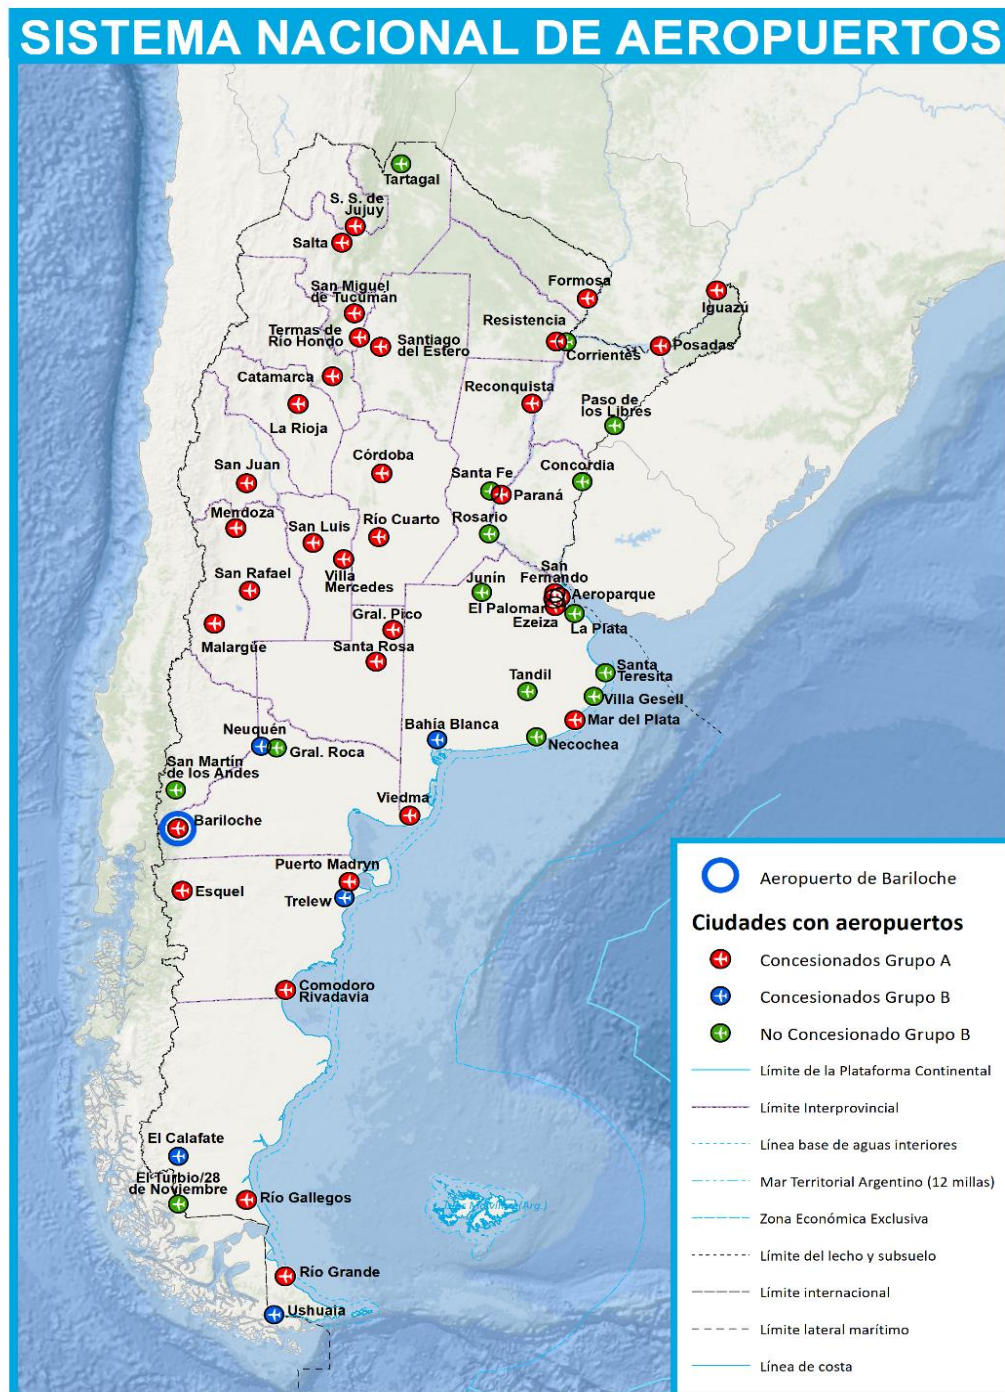 SISTEMA NACIONAL DE AEROPUERTOS
Tartagal
S. S. de
Jujuy
Salta
San Miguel
de Tucumán
Termas de
Río Hondo
Santiago
del Estero
Catamarca
La Rioja
Formosa
Iguazú
Resistencia
Corrientes
Posadas
Reconquista
Paso de
los Libres
Córdoba
San Juan
Santa Fe
Concordia
Paraná
Mendoza
San Luis
Río Cuarto
Rosario
Villa
Mercedes
San Rafael
Junín
San
Fernando
Aeroparque
El Palomar
Ezeiza
La Plata
Malargüe
Gral. Pico
Santa Rosa
Santa
Teresita
Tandil
Villa Gesell
Mar del Plata
Necochea
Bahía Blanca
Neuquén
Gral. Roca
San Martín
de los Andes
Bariloche
Viedma
Puerto Madryn
Esquel
Trelew
Comodoro
Rivadavia
El Calafate
El Turbio/28
de Noviembre
Río Gallegos
(Arg.)
Río Grande
Ushuaia
Aeropuerto de Bariloche
Ciudades con aeropuertos
Concesionados Grupo A
Concesionados Grupo B
No Concesionado Grupo B
Límite de la Plataforma Continental
Límite Interprovincial
Línea base de aguas interiores
Mar Territorial Argentino (12 millas)
Zona Económica Exclusiva
Límite del lecho y subsuelo
Límite internacional
Límite lateral marítimo
Línea de costa